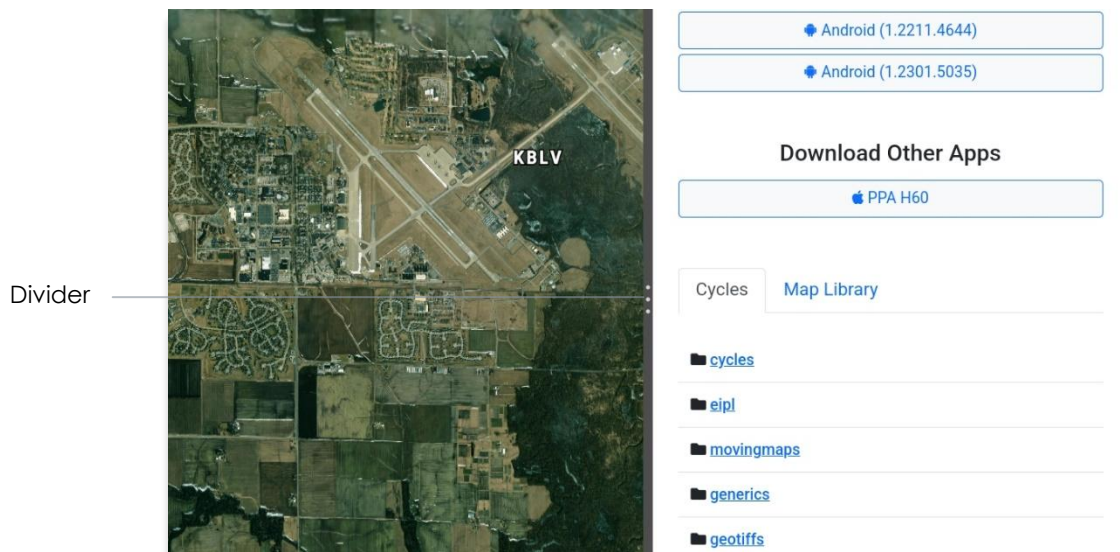 Android (1.2211.4644)
Android (1.2301.5035)
Download Other Apps
PPA H60
KBLV
Divider
Cycles
Map Library
cycles
eipl
movingmaps
generics
geotiffs